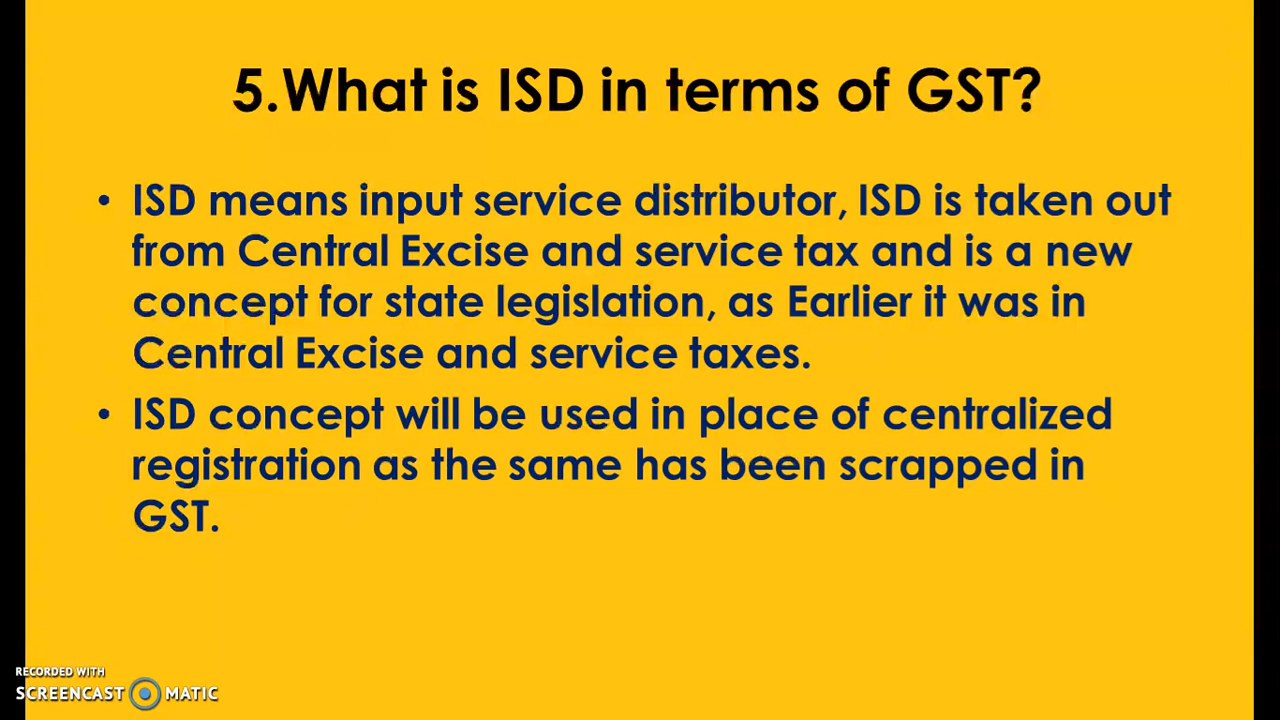 5.What is ISD in terms of GST?
• ISD means input service distributor, ISD is taken out
from Central Excise and service tax and is a new
concept for state legislation, as Earlier it was in
Central Excise and service taxes.
• ISD concept will be used in place of centralized
registration as the same has been scrapped in
GST.
RECORDED WITH
SCREENCAST MATIC